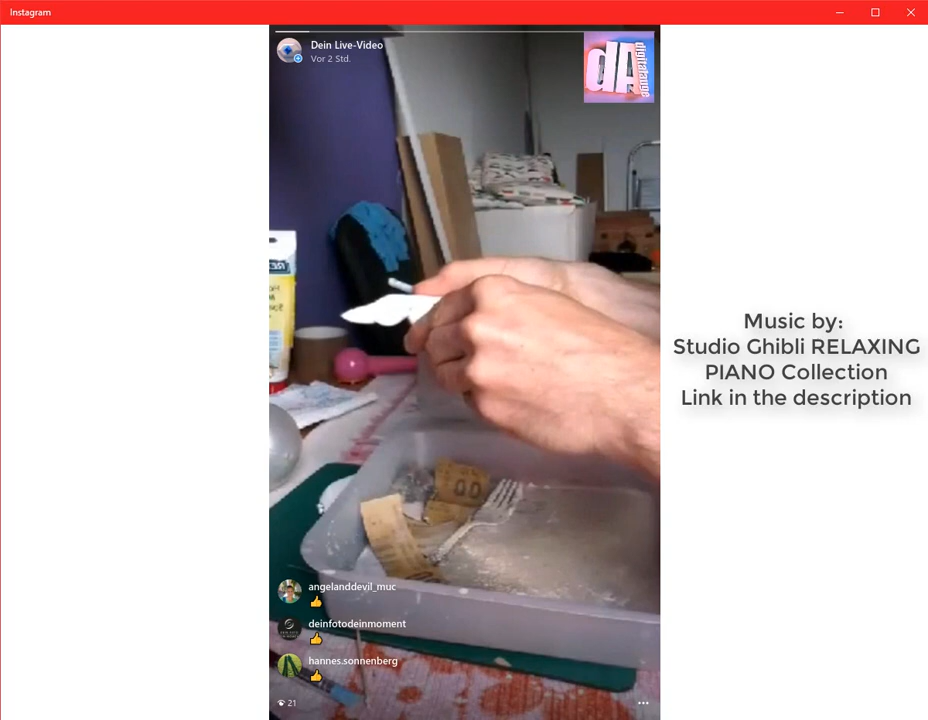 Instagram
Dein Live-Video
Vor 2 Std.
dA
digitalauge
Music by:
Studio Ghibli RELAXING
PIANO Collection
Link in the description
angelanddevil_muc
deinfotodeinmoment
hannes.sonnenberg
21